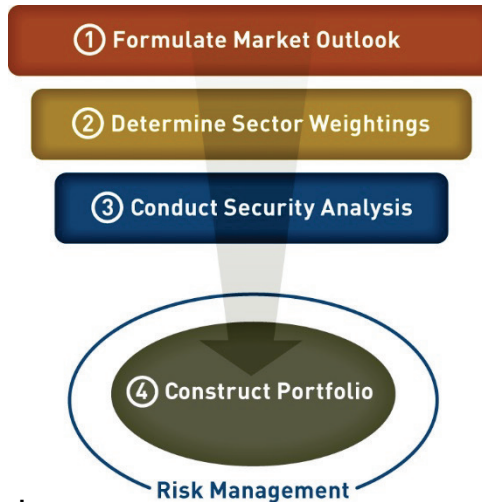 1 Formulate Market Outlook
2 Determine Sector Weightings
3 Conduct Security Analysis
4 Construct Portfolio
Risk Management